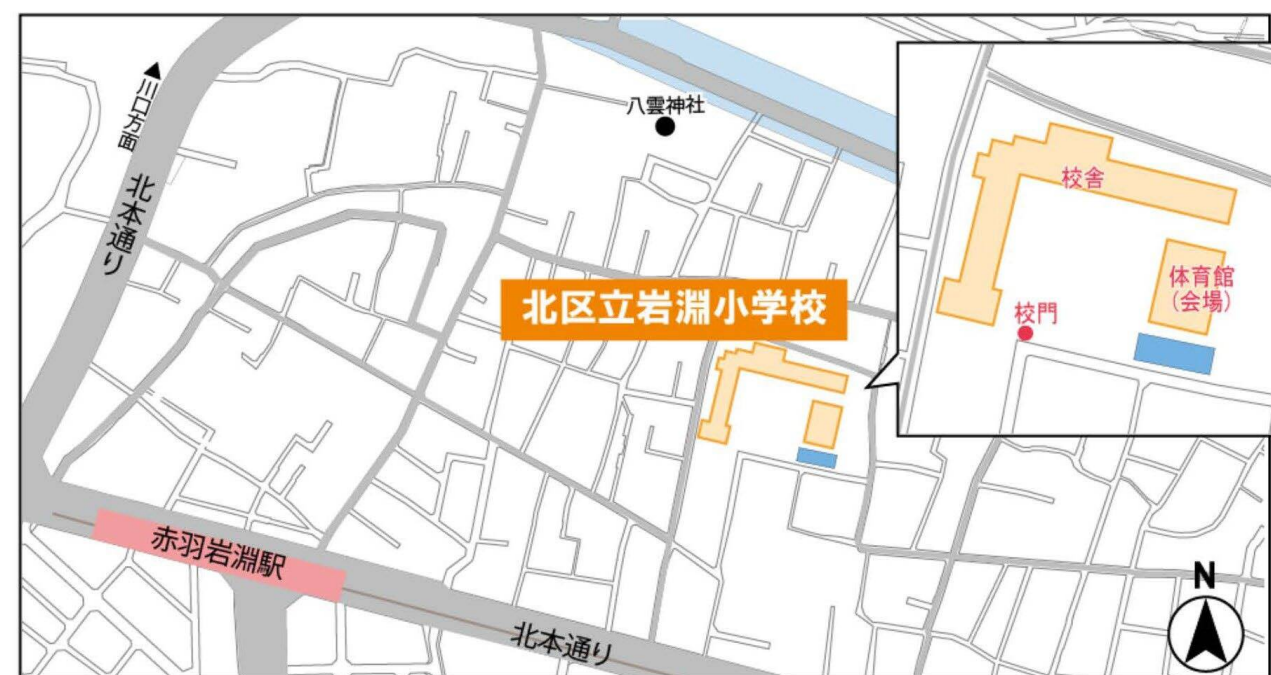 ▲川口方面
北本通り
八雲神社
北区立岩淵小学校
校舎
体育館
(会場)
校門
赤羽岩淵駅
北本通り
N